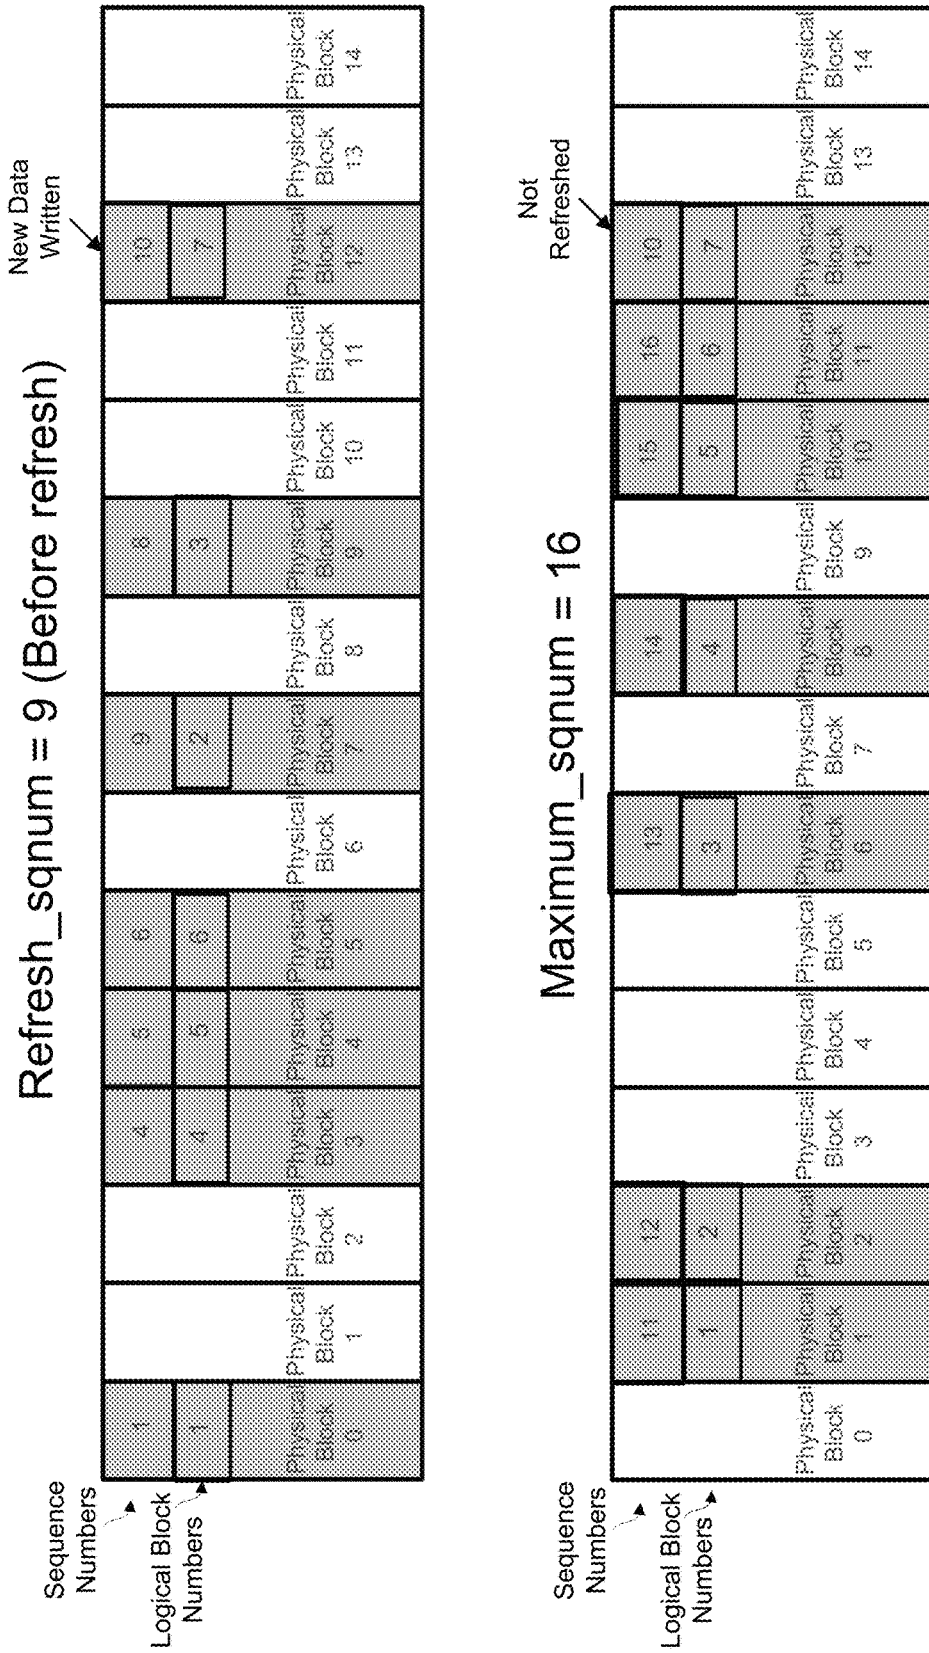 Refresh_sqnum = 9 (Before refresh)
New Data
Written
Sequence
Numbers
1 4 5 6 9 8 10
Logical Block
Numbers
1 4 5 6 2 3 7
Physical Block 0
Physical Block 1
Physical Block 2
Physical Block 3
Physical Block 4
Physical Block 5
Physical Block 6
Physical Block 7
Physical Block 8
Physical Block 9
Physical Block 10
Physical Block 11
Physical Block 12
Physical Block 13
Physical Block 14
Maximum_sqnum = 16
Not
Refreshed
Sequence
Numbers
11 12 13 14 15 16 10
Logical Block
Numbers
1 2 3 4 5 6 7
Physical Block 0
Physical Block 1
Physical Block 2
Physical Block 3
Physical Block 4
Physical Block 5
Physical Block 6
Physical Block 7
Physical Block 8
Physical Block 9
Physical Block 10
Physical Block 11
Physical Block 12
Physical Block 13
Physical Block 14